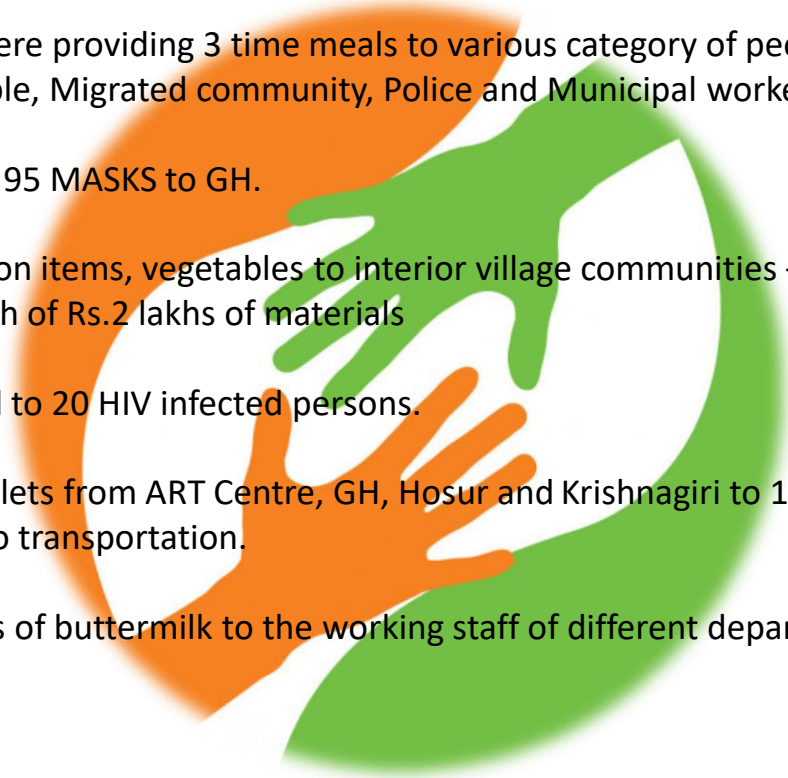 ere providing 3 time meals to various category of peo
ple, Migrated community, Police and Municipal worke
95 MASKS to GH.
on items, vegetables to interior village communities -
h of Rs.2 lakhs of materials
to 20 HIV infected persons.
lets from ART Centre, GH, Hosur and Krishnagiri to 1
o transportation.
s of buttermilk to the working staff of different depar